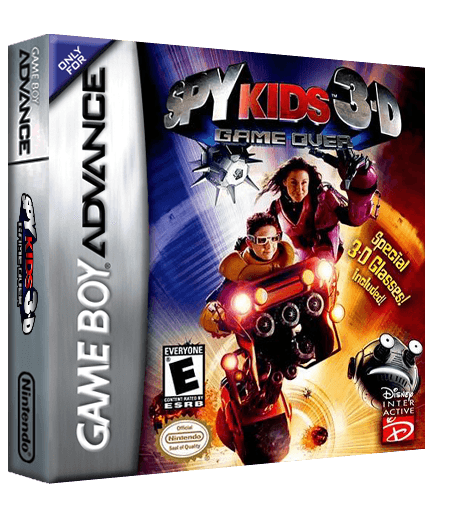 GAME BOY
ADVANCE
SPY KIDS 3-D
Nintendo
ONLY
FOR
GAME BOY ADVANCE
SPY KIDS 3-D
TM
GAME OVER
Special
3-D Glasses!
Included!
EVERYONE
E
CONTENT RATED BY
ESRB
Official
Nintendo
Seal of Quality
Disney
INTER
ACTIVE
D